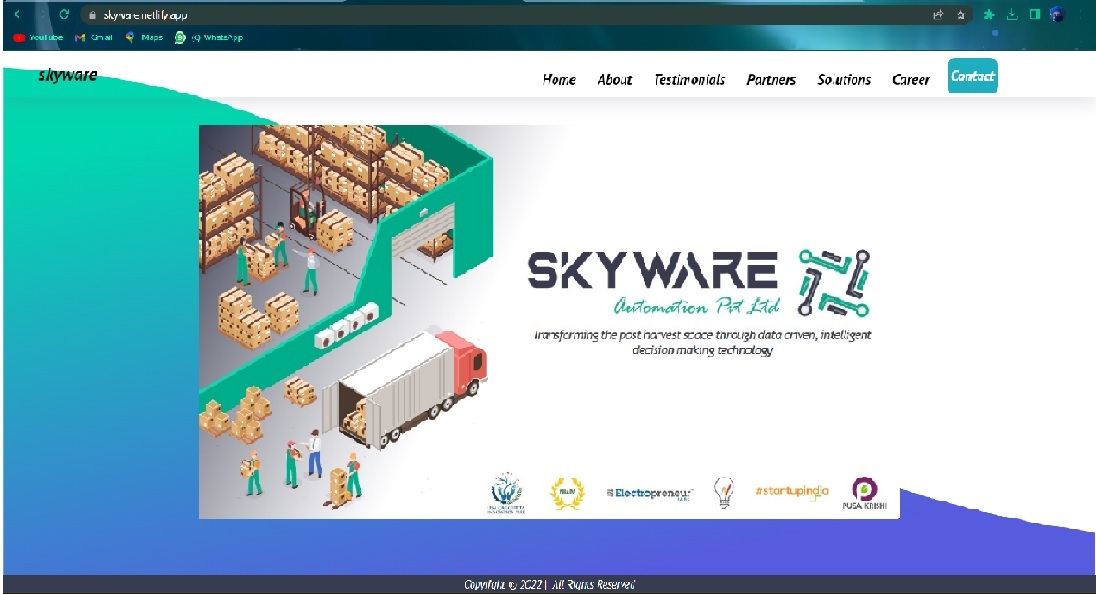 skyware.netlify.app
YouTube Gmail Maps (4) WhatsApp
skyware
Home About Testimonials Partners Solutions Career Contact
SKYWARE
Automation Pvt Ltd
Transforming the post harvest space through data driven, intelligent
decision making technology
Electropreneur #startupindia
PUSA KRISHI
Copyright © 2022 | All Rights Reserved